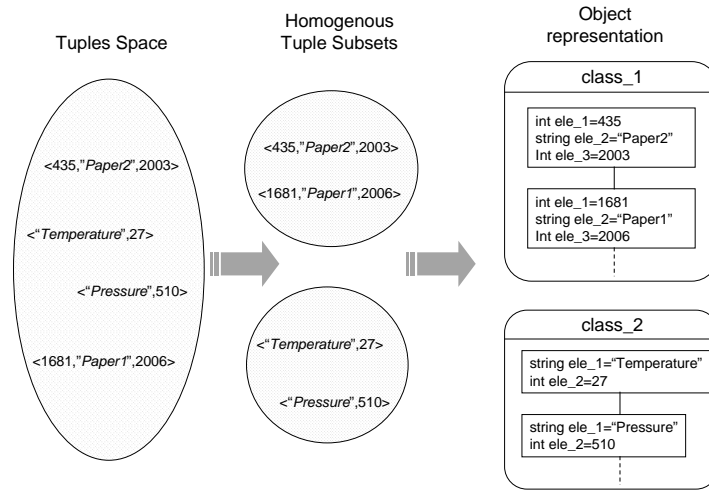 Tuples Space
<435,"Paper2",2003>
<“Temperature”,27>
<“Pressure”,510>
<1681,"Paper1",2006>
Homogenous
Tuple Subsets
<435,"Paper2",2003>
<1681,"Paper1",2006>
<“Temperature”,27>
<“Pressure”,510>
Object
representation
class_1
int ele_1=435
string ele_2=“Paper2”
Int ele_3=2003
int ele_1=1681
string ele_2=“Paper1”
Int ele_3=2006
class_2
string ele_1=“Temperature”
int ele_2=27
string ele_1=“Pressure”
int ele_2=510